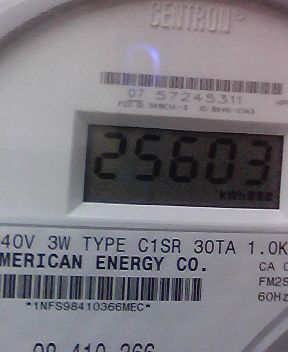 CENTRON®
07 57245311
25603
kWh
40V 3W TYPE C1SR 30TA 1.0K
MERICAN ENERGY CO.
CA 0
FM2S
60Hz
*1NFS98410366MEC*